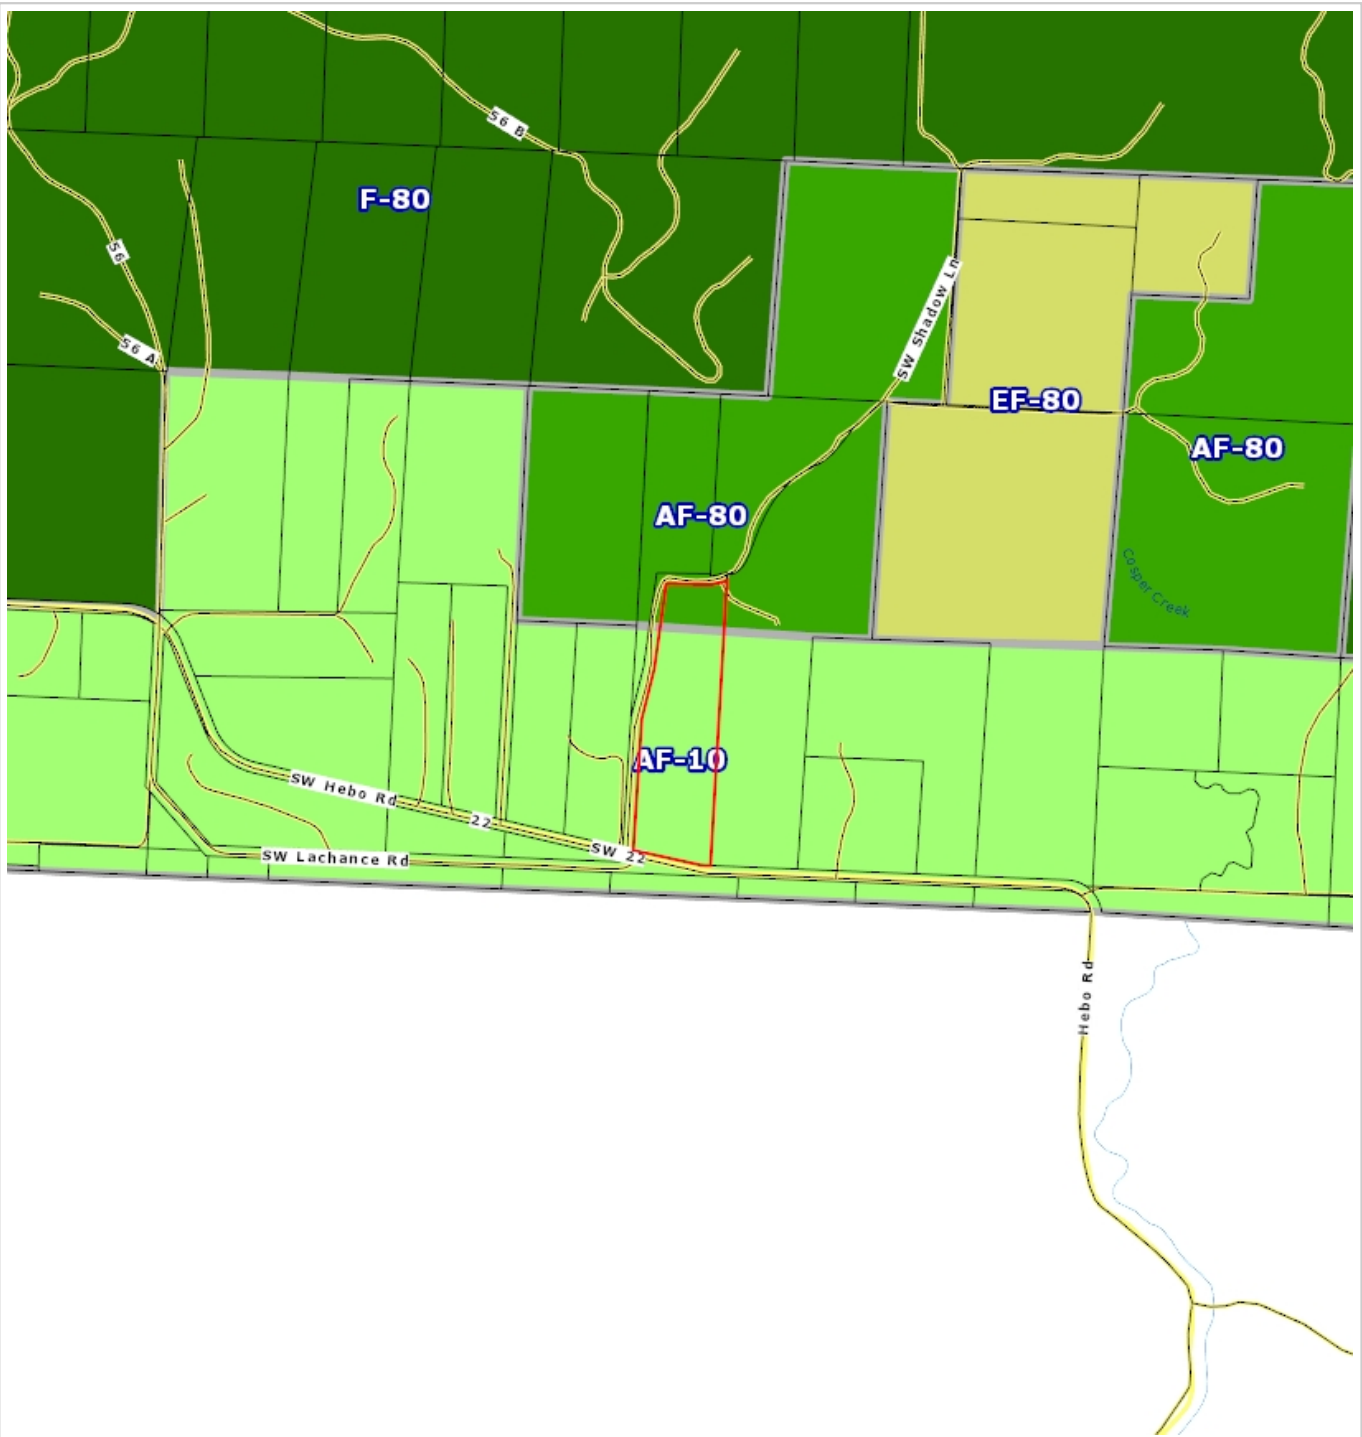 56 B
F-80
56
SW Shadow Ln
56 A
EF-80
AF-80
AF-80
Cosper Creek
AF-10
SW Hebo Rd
22
SW 22
SW Lachance Rd
Hebo Rd